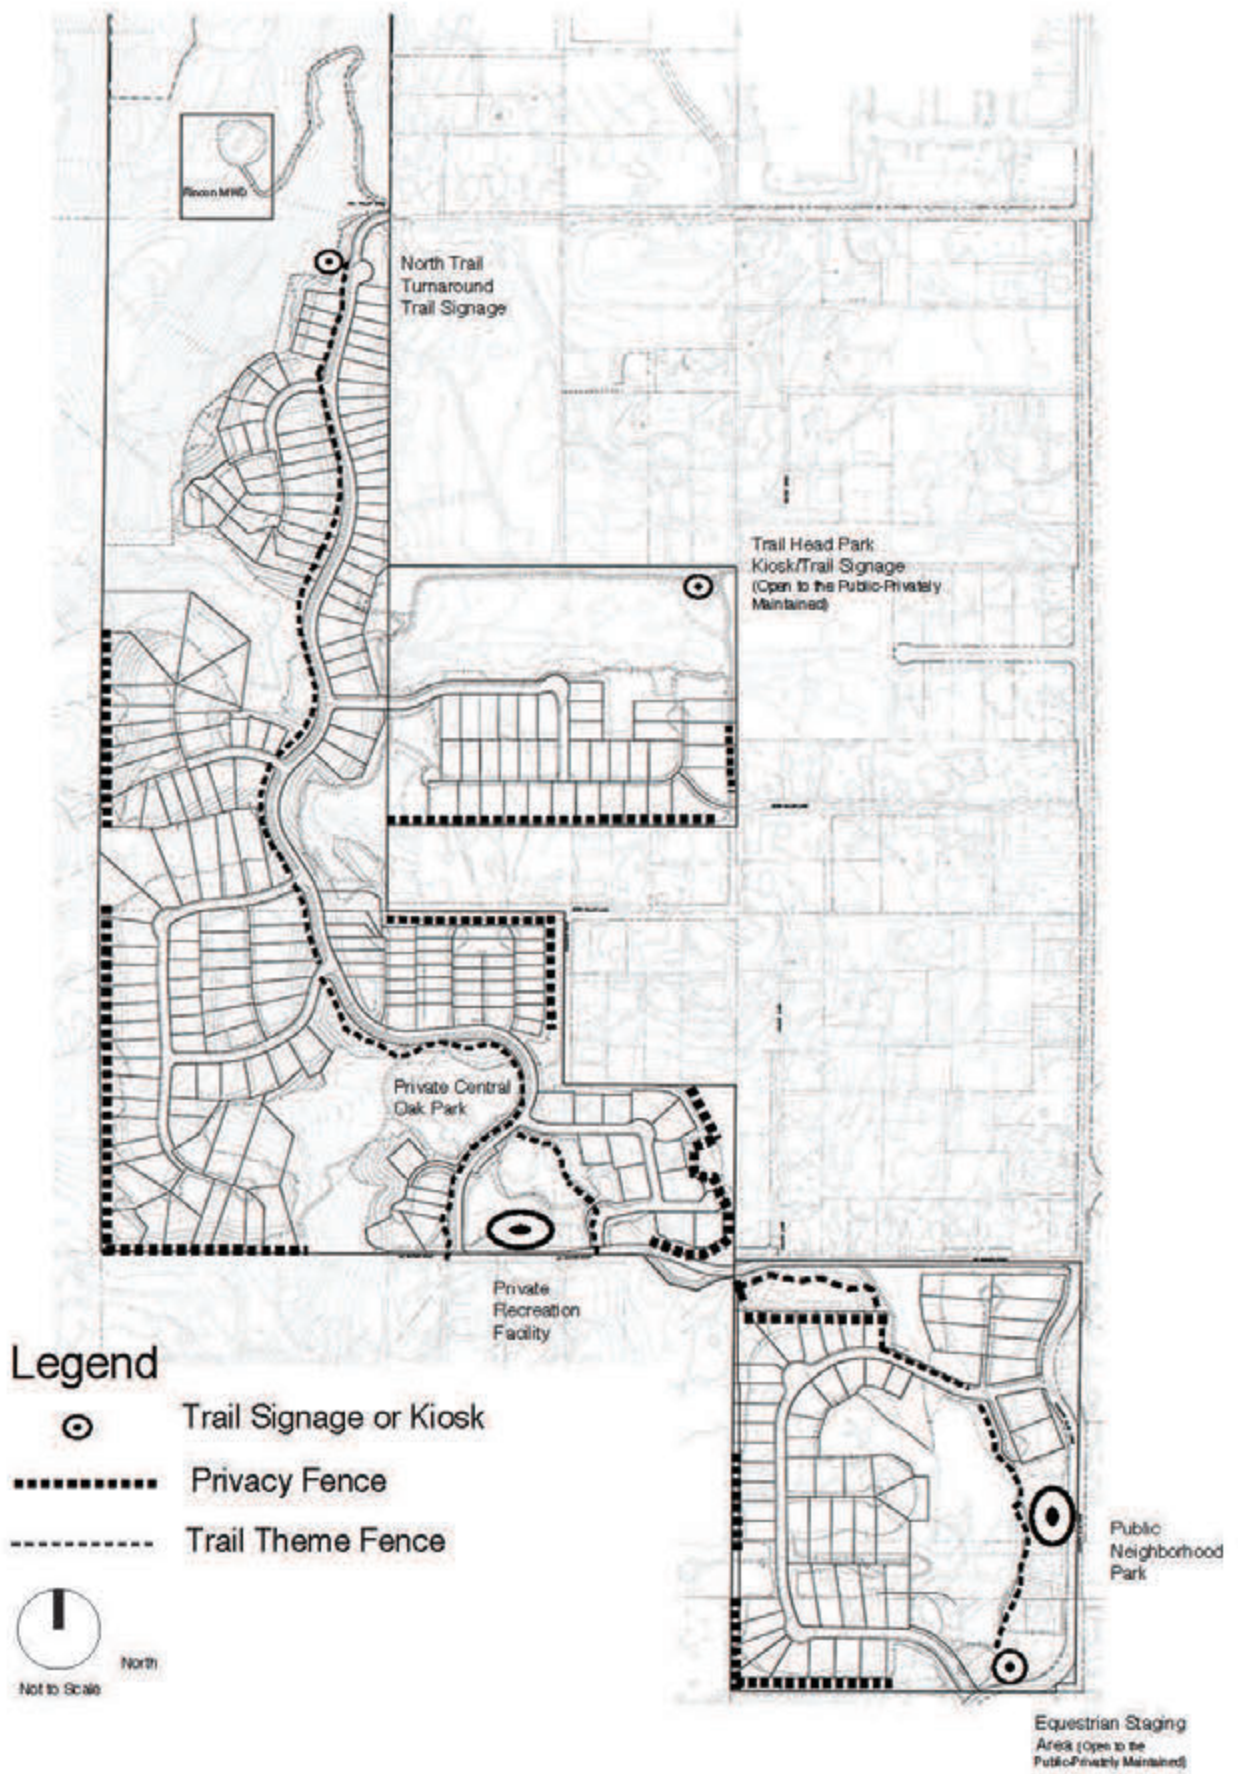 Rincon MWD
North Trail
Turnaround
Trail Signage
Trail Head Park
Kiosk/Trail Signage
(Open to the Public-Privately
Maintained)
Private Central
Oak Park
Private
Recreation
Facility
Legend
Trail Signage or Kiosk
Privacy Fence
Trail Theme Fence
North
Not to Scale
Public
Neighborhood
Park
Equestrian Staging
Area (Open to the
Public-Privately Maintained)